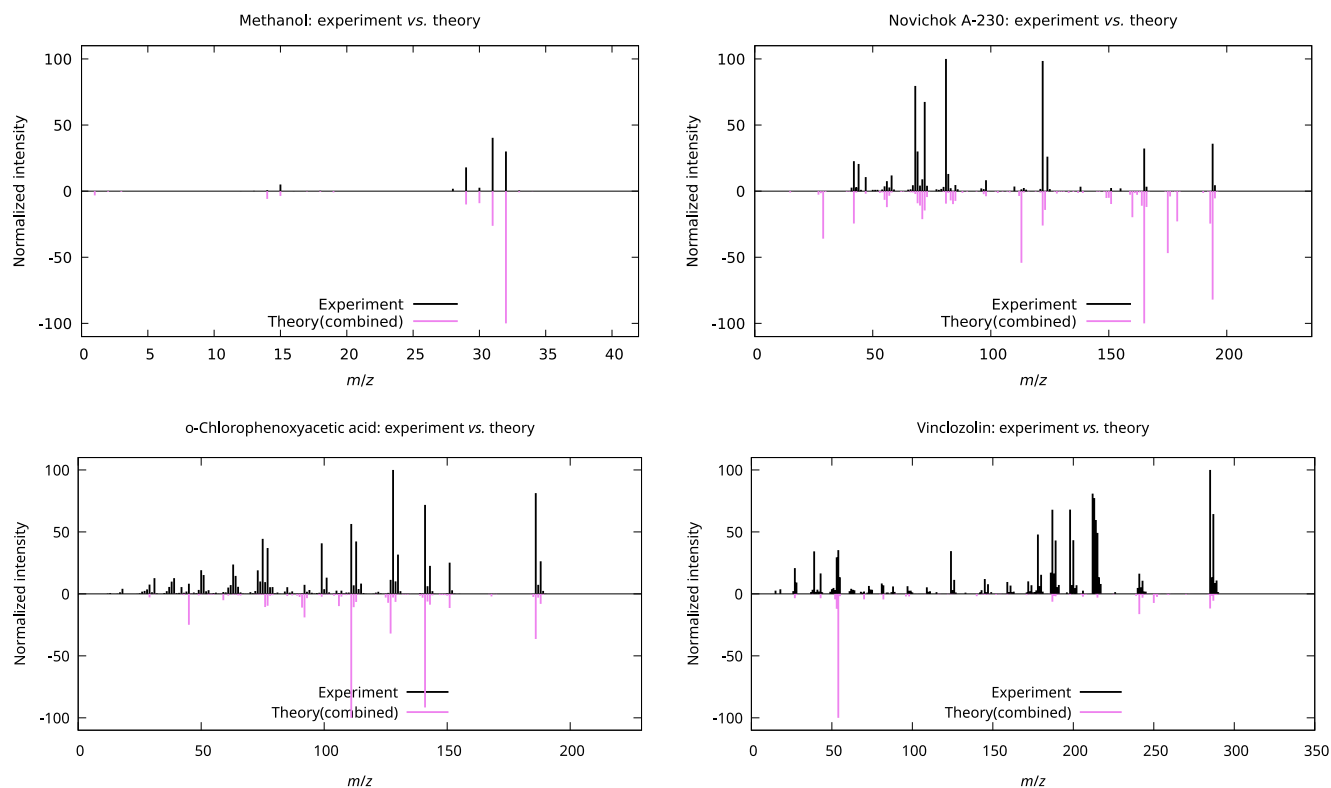 Methanol: experiment vs. theory
Normalized intensity
100
50
0
-50
-100
Experiment
Theory(combined)
0 5 10 15 20 25 30 35 40
m/z
Novichok A-230: experiment vs. theory
Normalized intensity
100
50
0
-50
-100
Experiment
Theory(combined)
0 50 100 150 200
m/z
o-Chlorophenoxyacetic acid: experiment vs. theory
Normalized intensity
100
50
0
-50
-100
Experiment
Theory(combined)
0 50 100 150 200
m/z
Vinclozolin: experiment vs. theory
Normalized intensity
100
50
0
-50
-100
Experiment
Theory(combined)
0 50 100 150 200 250 300 350
m/z